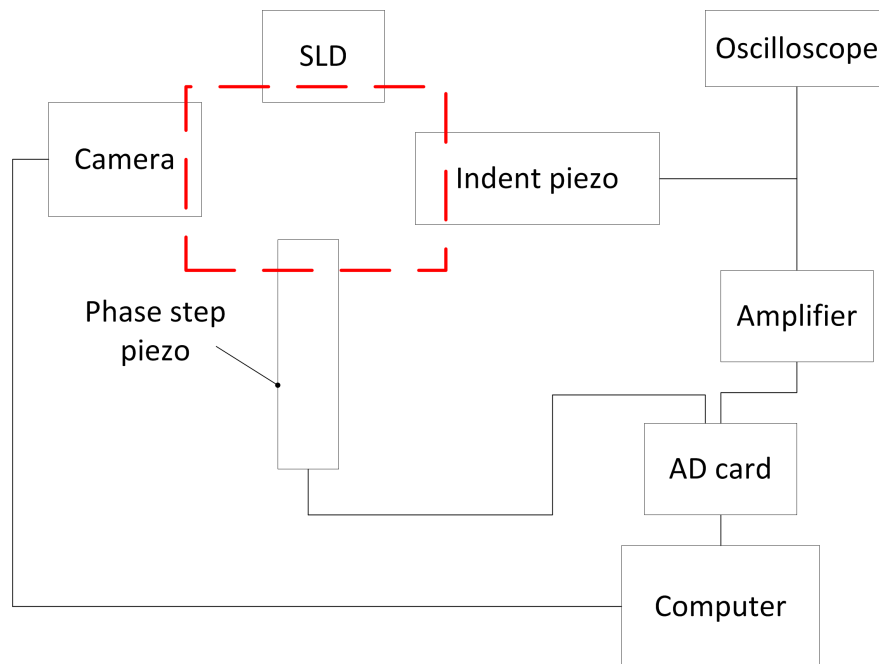 SLD
Oscilloscope
Camera
Indent piezo
Phase step
piezo
Amplifier
AD card
Computer